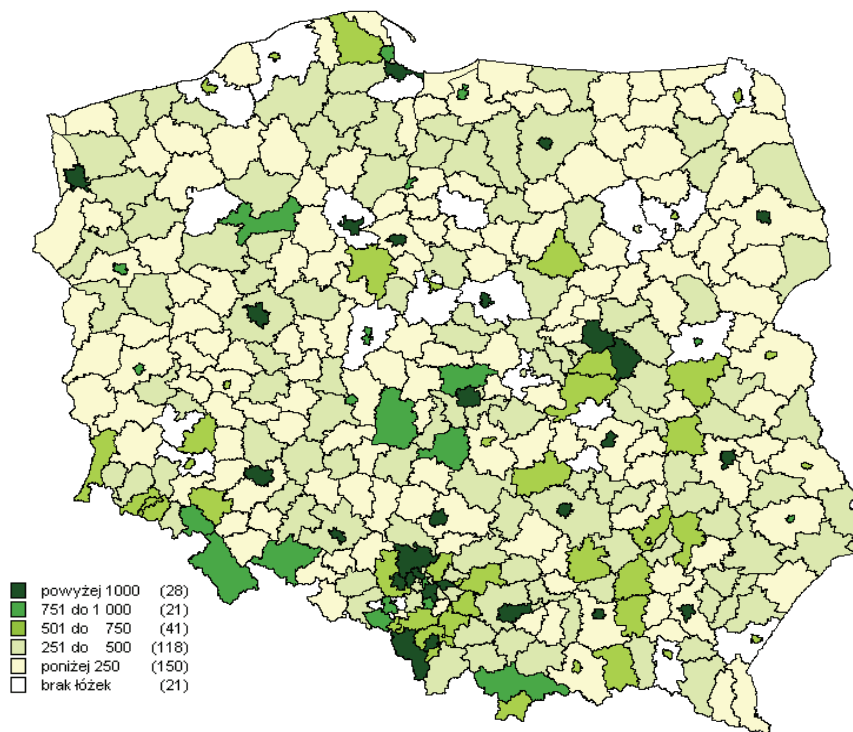 powyżej 1000 (28)
751 do 1 000 (21)
501 do 750 (41)
251 do 500 (118)
poniżej 250 (150)
brak łóżek (21)